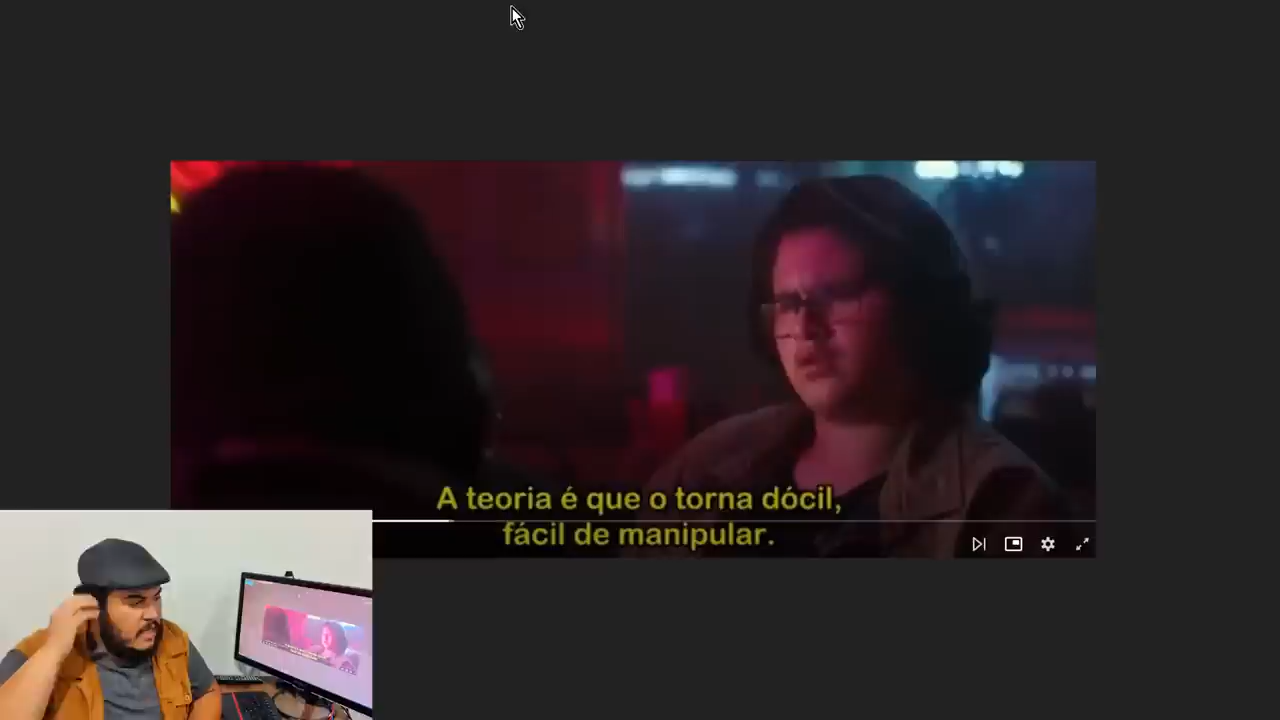 A teoria é que o torna dócil,
fácil de manipular.